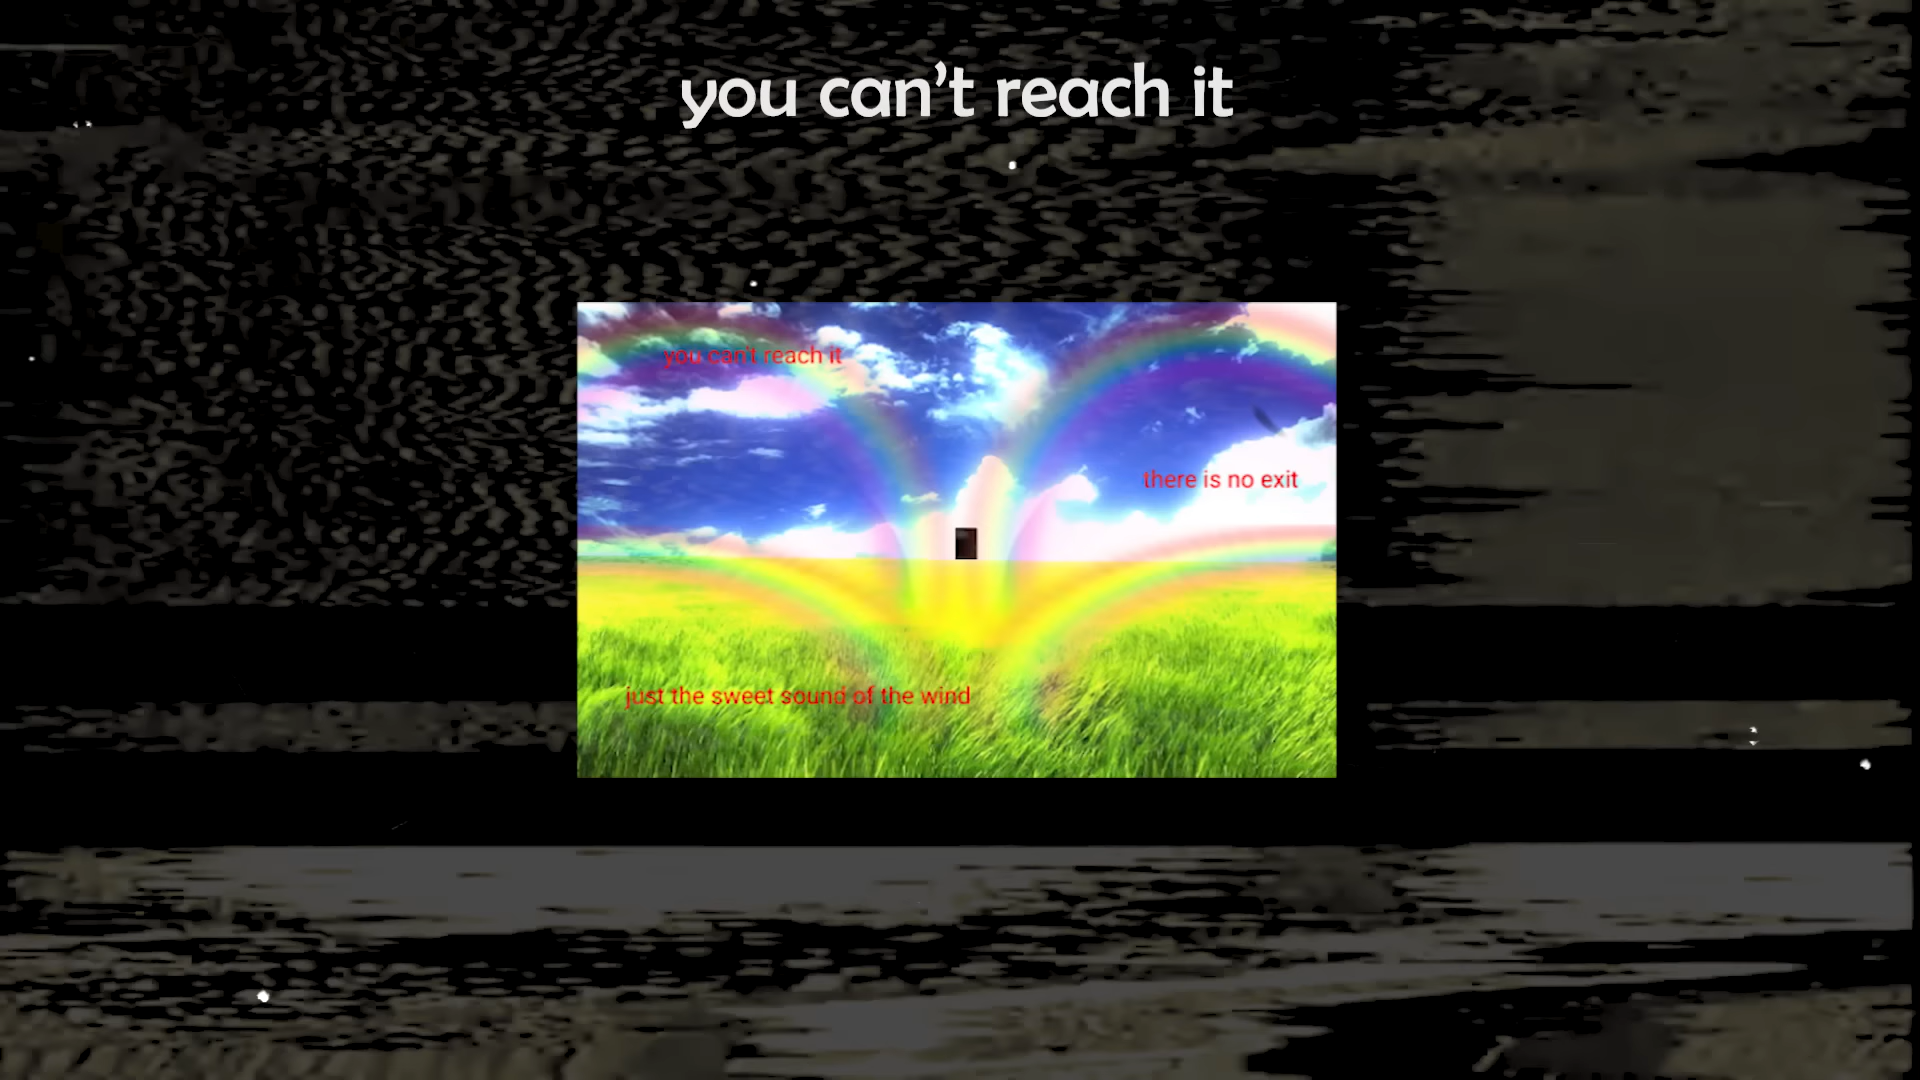 you can’t reach it
you can't reach it
there is no exit
just the sweet sound of the wind